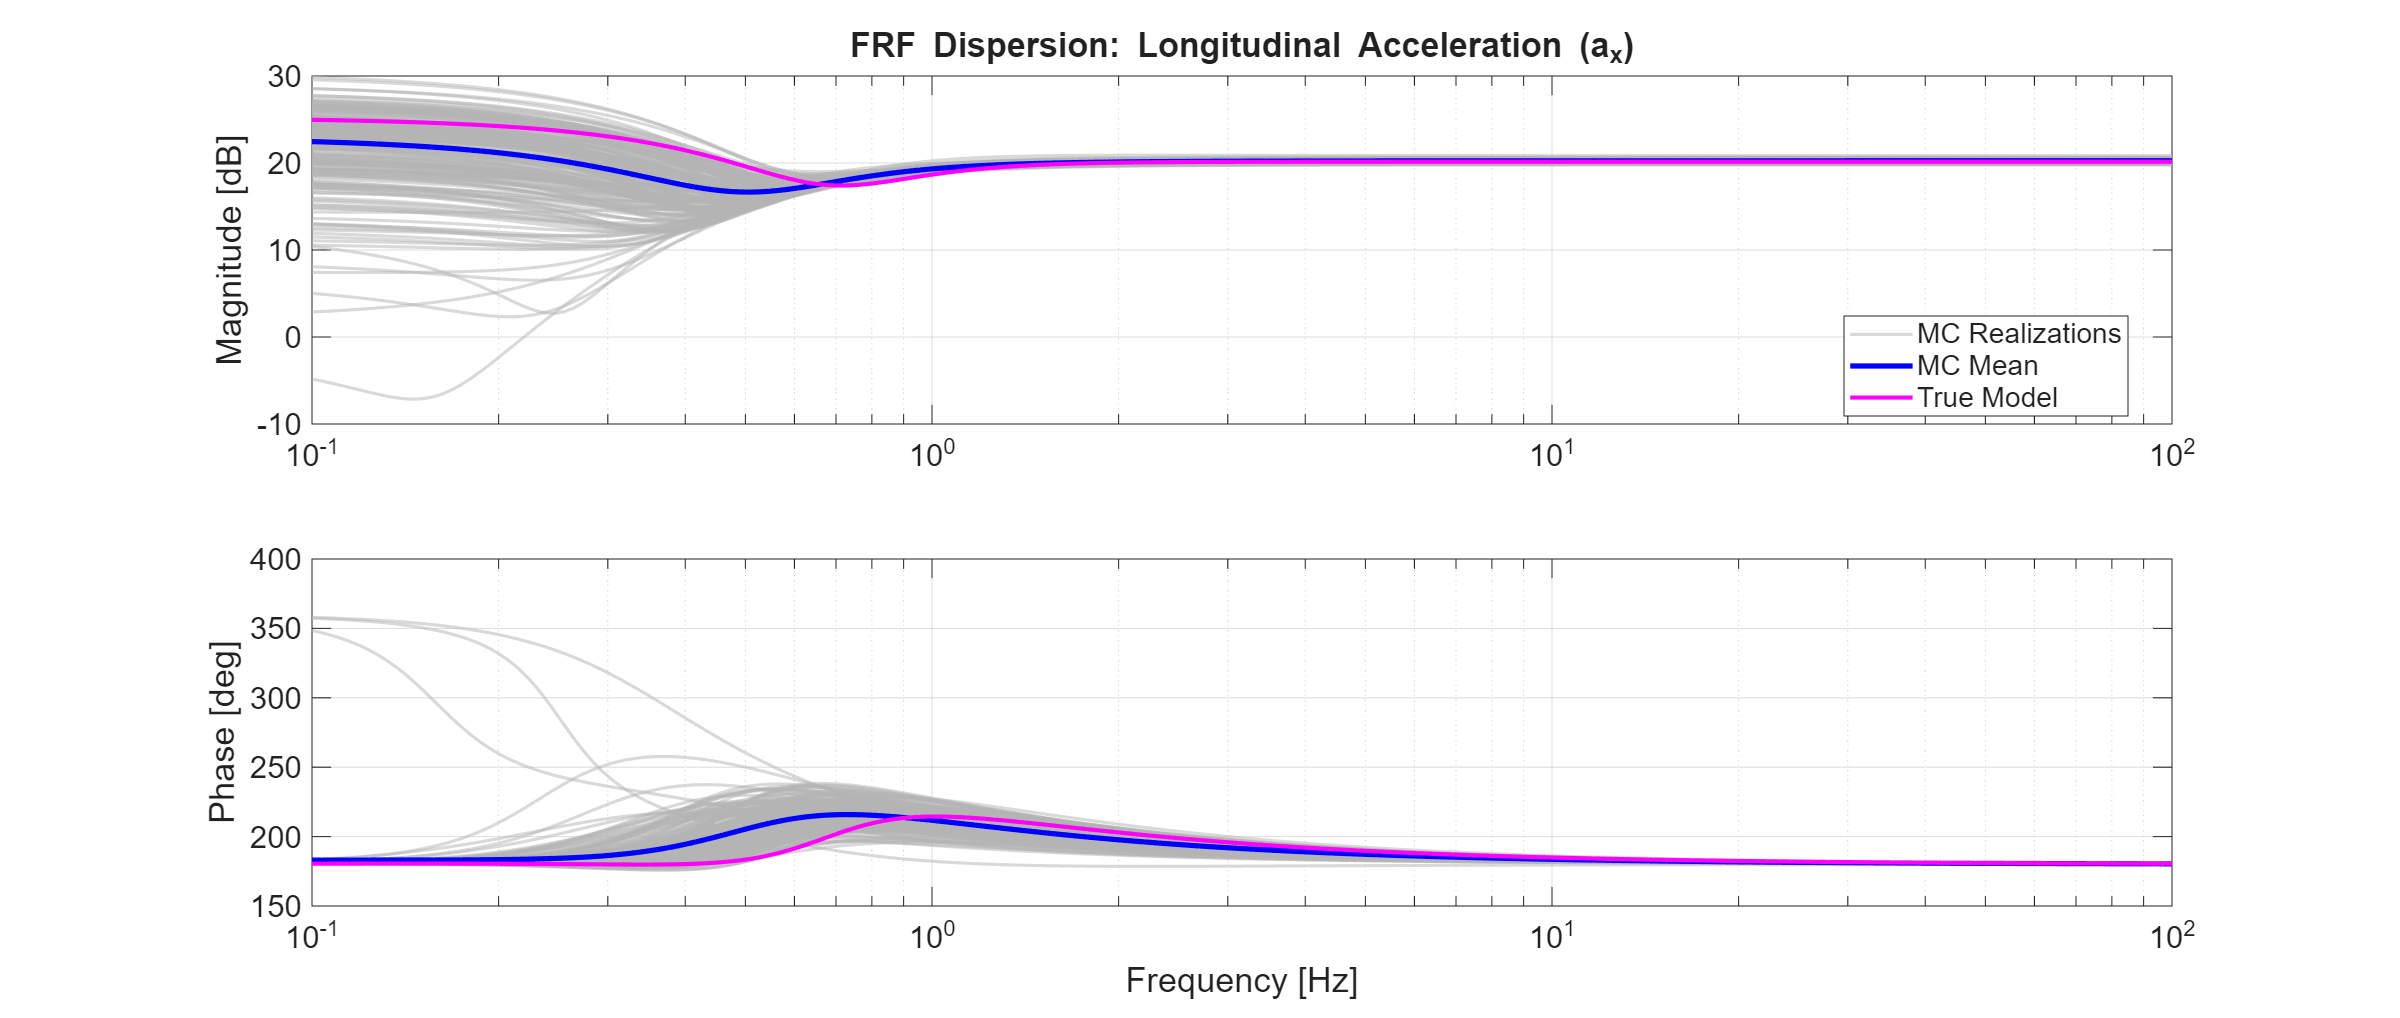 FRF Dispersion: Longitudinal Acceleration (aₓ)
Magnitude [dB]
30
20
10
0
-10
10⁻¹
10⁰
10¹
10²
MC Realizations
MC Mean
True Model
Phase [deg]
400
350
300
250
200
150
10⁻¹
10⁰
10¹
10²
Frequency [Hz]